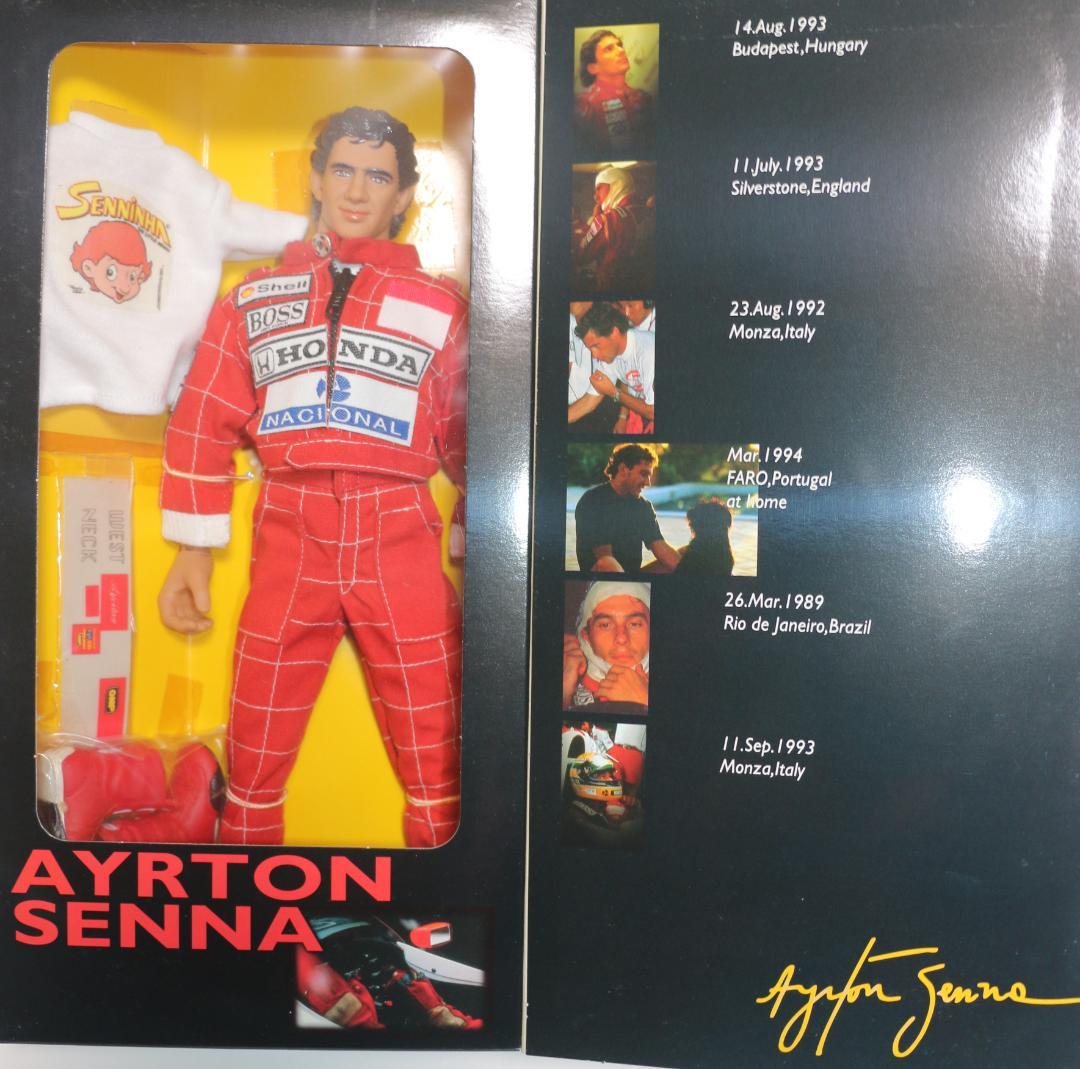 SENNINHA
Shell
BOSS
HONDA
NACIONAL
WEST
NECK
OMP
AYRTON
SENNA
14.Aug.1993
Budapest,Hungary
11.July.1993
Silverstone,England
23.Aug.1992
Monza,Italy
Mar.1994
FARO,Portugal
at home
26.Mar.1989
Rio de Janeiro,Brazil
11.Sep.1993
Monza,Italy
Ayrton Senna